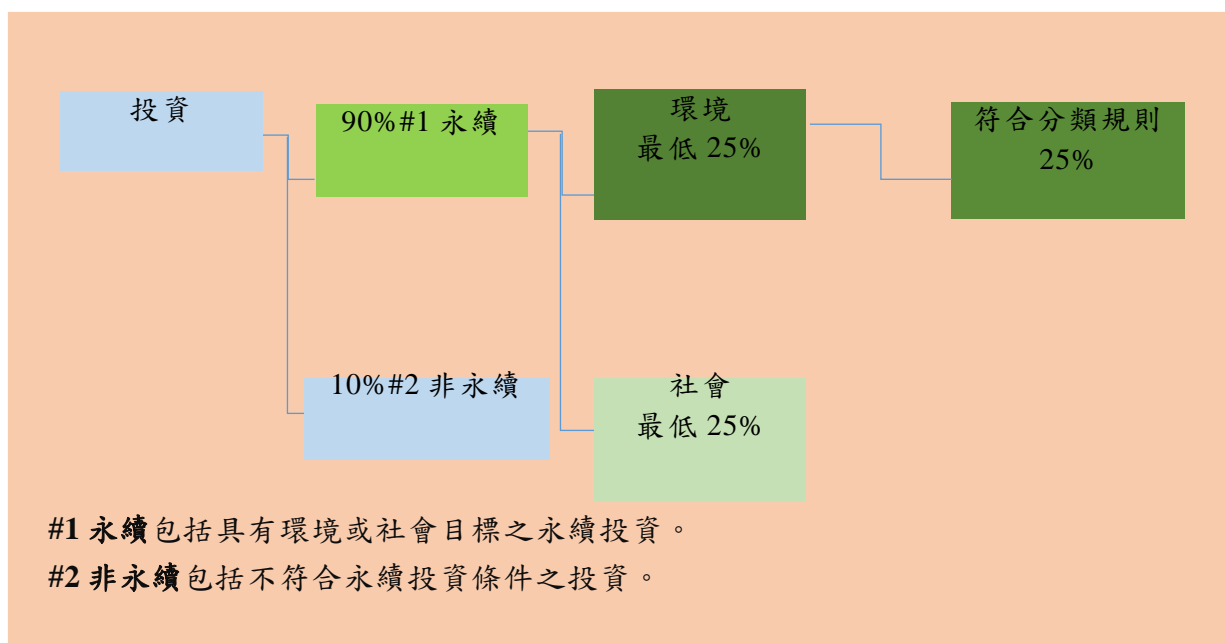 投資
90%#1 永續
環境
最低 25%
符合分類規則
25%
10%#2 非永續
社會
最低 25%
#1 永續包括具有環境或社會目標之永續投資。
#2 非永續包括不符合永續投資條件之投資。